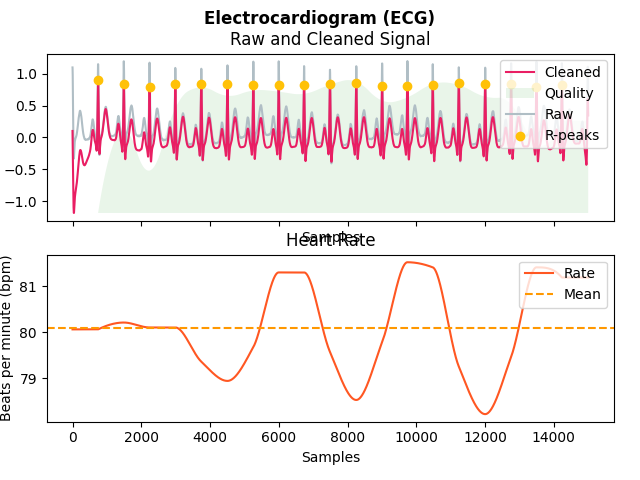 Electrocardiogram (ECG)
Raw and Cleaned Signal
1.0
0.5
0.0
−0.5
−1.0
Cleaned
Quality
Raw
R-peaks
Samples
Heart Rate
Beats per minute (bpm)
81
80
79
Rate
Mean
0 2000 4000 6000 8000 10000 12000 14000
Samples